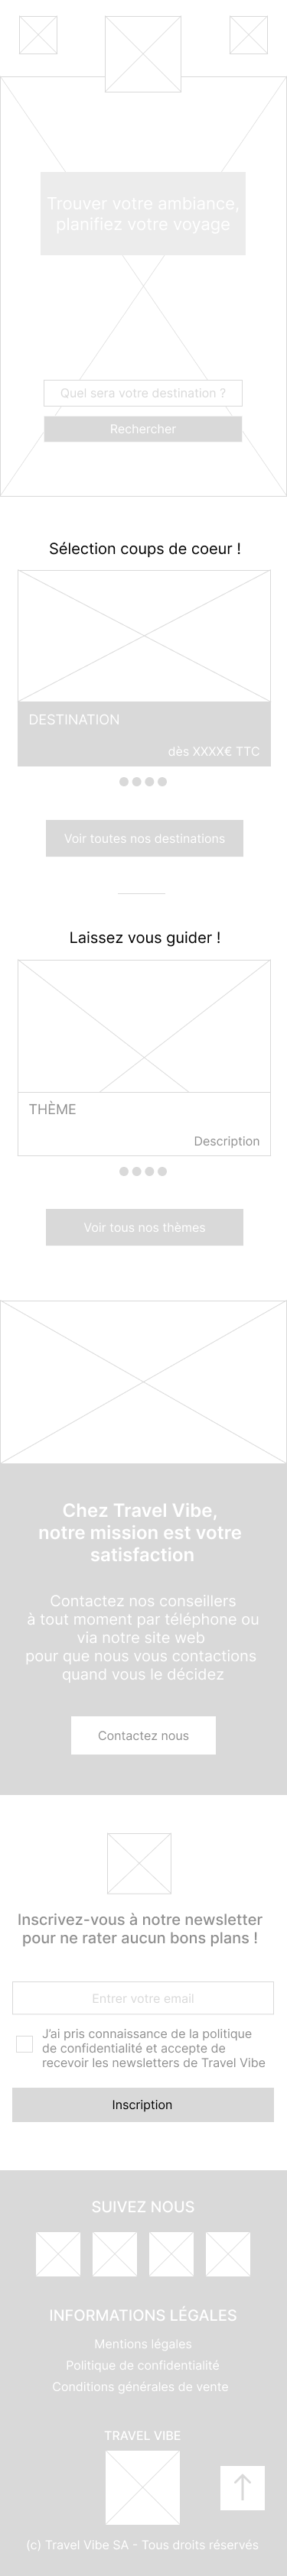 Trouver votre ambiance,
planifiez votre voyage
Quel sera votre destination ?
Rechercher
Sélection coups de coeur !
DESTINATION
dès XXXX€ TTC
Voir toutes nos destinations
Laissez vous guider !
THÈME
Description
Voir tous nos thèmes
Chez Travel Vibe,
notre mission est votre
satisfaction
Contactez nos conseillers
à tout moment par téléphone ou
via notre site web
pour que nous vous contactions
quand vous le décidez
Contactez nous
Inscrivez-vous à notre newsletter
pour ne rater aucun bons plans !
Entrer votre email
J'ai pris connaissance de la politique
de confidentialité et accepte de
recevoir les newsletters de Travel Vibe
Inscription
SUIVEZ NOUS
INFORMATIONS LÉGALES
Mentions légales
Politique de confidentialité
Conditions générales de vente
TRAVEL VIBE
(c) Travel Vibe SA - Tous droits réservés